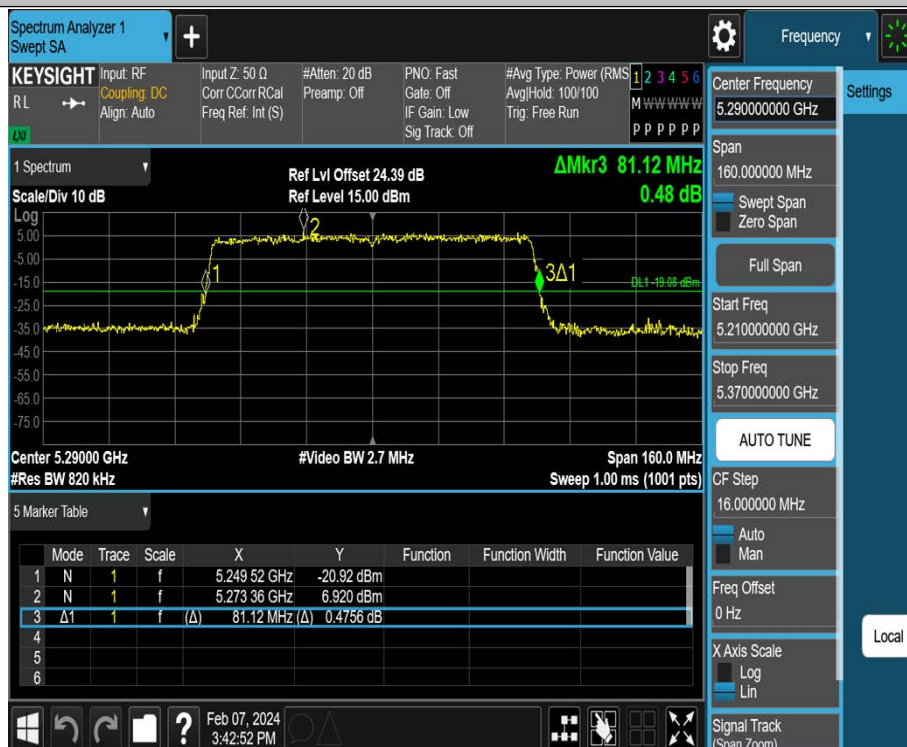 Spectrum Analyzer 1
Swept SA
+
Frequency
KEYSIGHT
R L
LXI
Input: RF
Coupling: DC
Align: Auto
Input Z: 50 Ω
Corr CCorr RCal
Freq Ref: Int (S)
#Atten: 20 dB
Preamp: Off
PNO: Fast
Gate: Off
IF Gain: Low
Sig Track: Off
#Avg Type: Power (RMS
Avg|Hold: 100/100
Trig: Free Run
1 2 3 4 5 6
M W W W W W
P P P P P P
1 Spectrum
Scale/Div 10 dB
Ref Lvl Offset 24.39 dB
Ref Level 15.00 dBm
ΔMkr3 81.12 MHz
0.48 dB
Log
5.00
-5.00
-15.0
-25.0
-35.0
-45.0
-55.0
-65.0
-75.0
2
1
3Δ1
DL1 -19.08 dBm
Center 5.29000 GHz
#Res BW 820 kHz
#Video BW 2.7 MHz
Span 160.0 MHz
Sweep 1.00 ms (1001 pts)
5 Marker Table
Mode Trace Scale X Y Function Function Width Function Value
1 N 1 f 5.249 52 GHz -20.92 dBm
2 N 1 f 5.273 36 GHz 6.920 dBm
3 Δ1 1 f (Δ) 81.12 MHz (Δ) 0.4756 dB
4
5
6
Feb 07, 2024
3:42:52 PM
?
Center Frequency
5.290000000 GHz
Span
160.000000 MHz
Swept Span
Zero Span
Full Span
Start Freq
5.210000000 GHz
Stop Freq
5.370000000 GHz
AUTO TUNE
CF Step
16.000000 MHz
Auto
Man
Freq Offset
0 Hz
X Axis Scale
Log
Lin
Signal Track
(Span Zoom)
Settings
Local